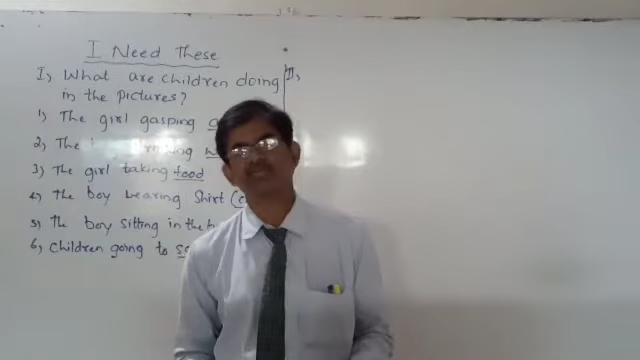 I Need These
I, What are children doing
in the pictures?
1) The girl gasping
2) The
3) The girl taking food
4) The boy bearing Shirt
5) The boy sitting in the
6) Children going to
II,